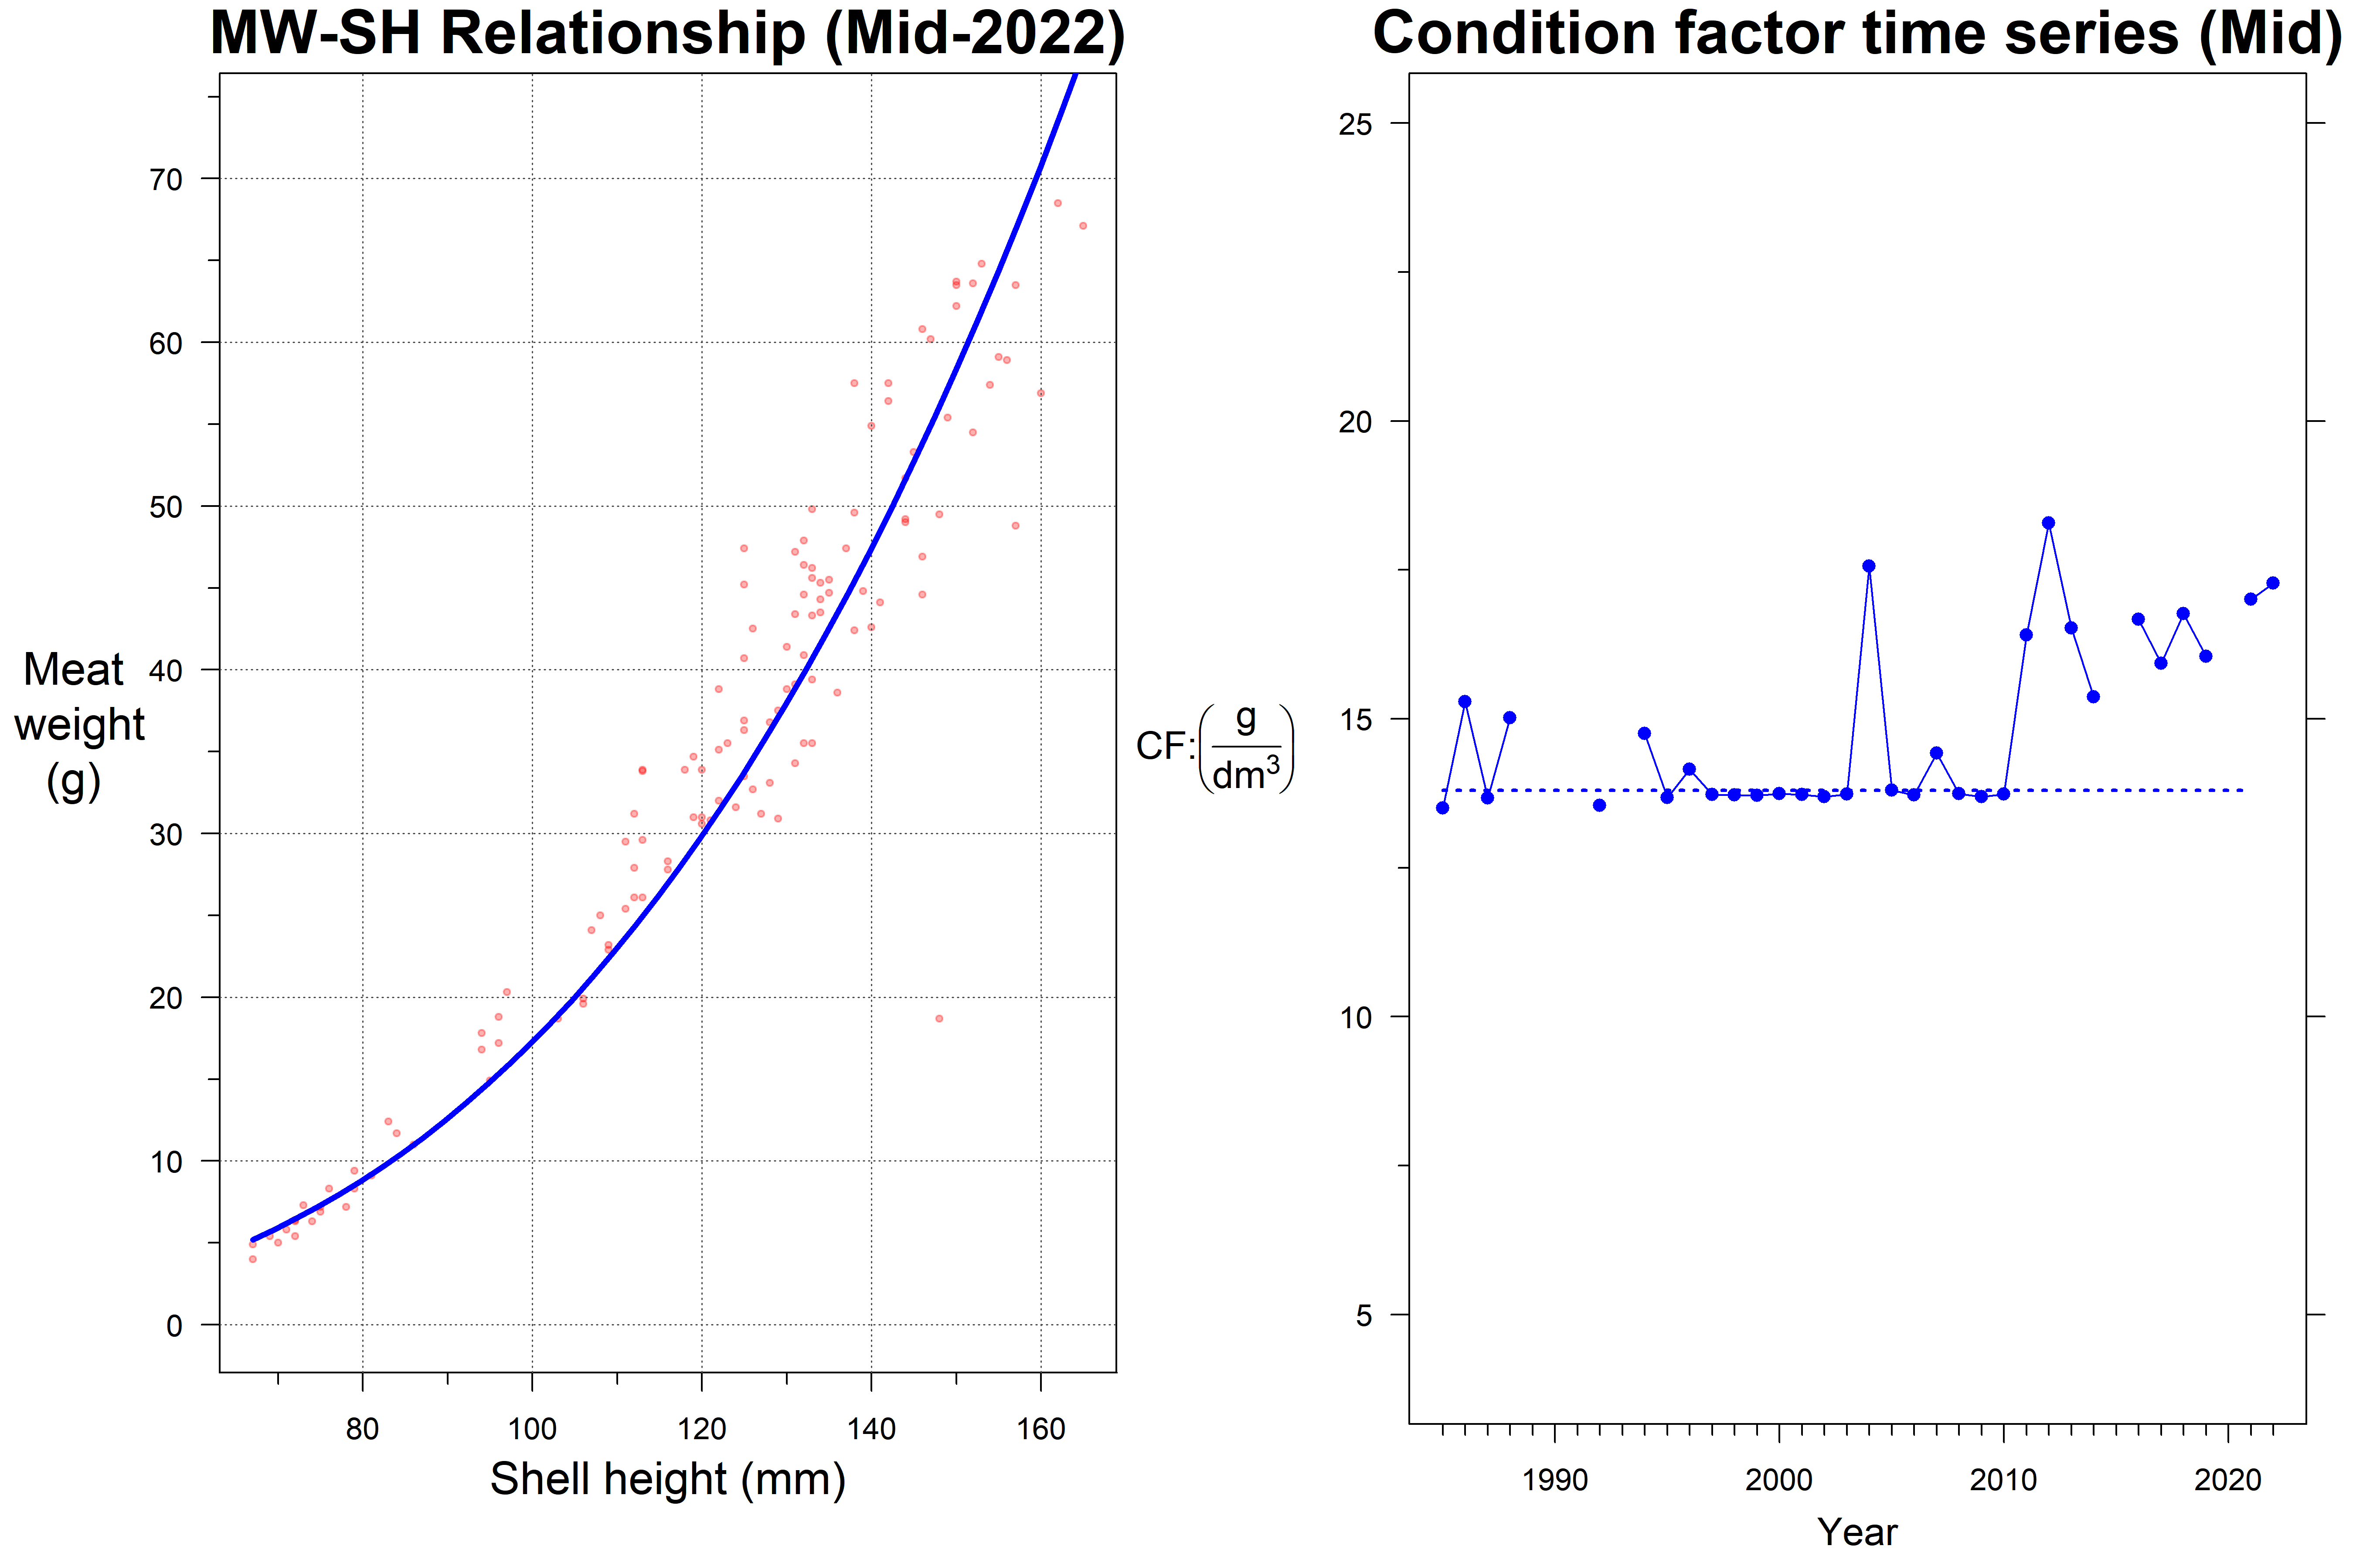 MW-SH Relationship (Mid-2022)
70
60
50
40
30
20
10
0
Meat
weight
(g)
80 100 120 140 160
Shell height (mm)
Condition factor time series (Mid)
25
20
15
10
5
CF:(g/dm³)
1990 2000 2010 2020
Year